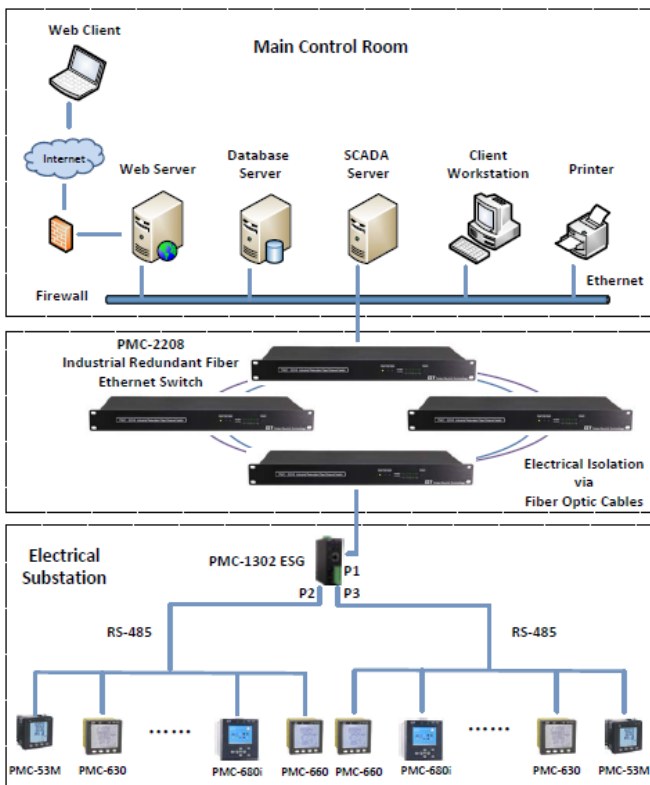 Web Client
Main Control Room
Internet
Web Server
Database
Server
SCADA
Server
Client
Workstation
Printer
Firewall
Ethernet
PMC-2208
Industrial Redundant Fiber
Ethernet Switch
Electrical Isolation
via
Fiber Optic Cables
Electrical
Substation
PMC-1302 ESG
P1
P2
P3
RS-485
RS-485
......
......
PMC-53M
PMC-630
PMC-680i
PMC-660
PMC-660
PMC-680i
PMC-630
PMC-53M